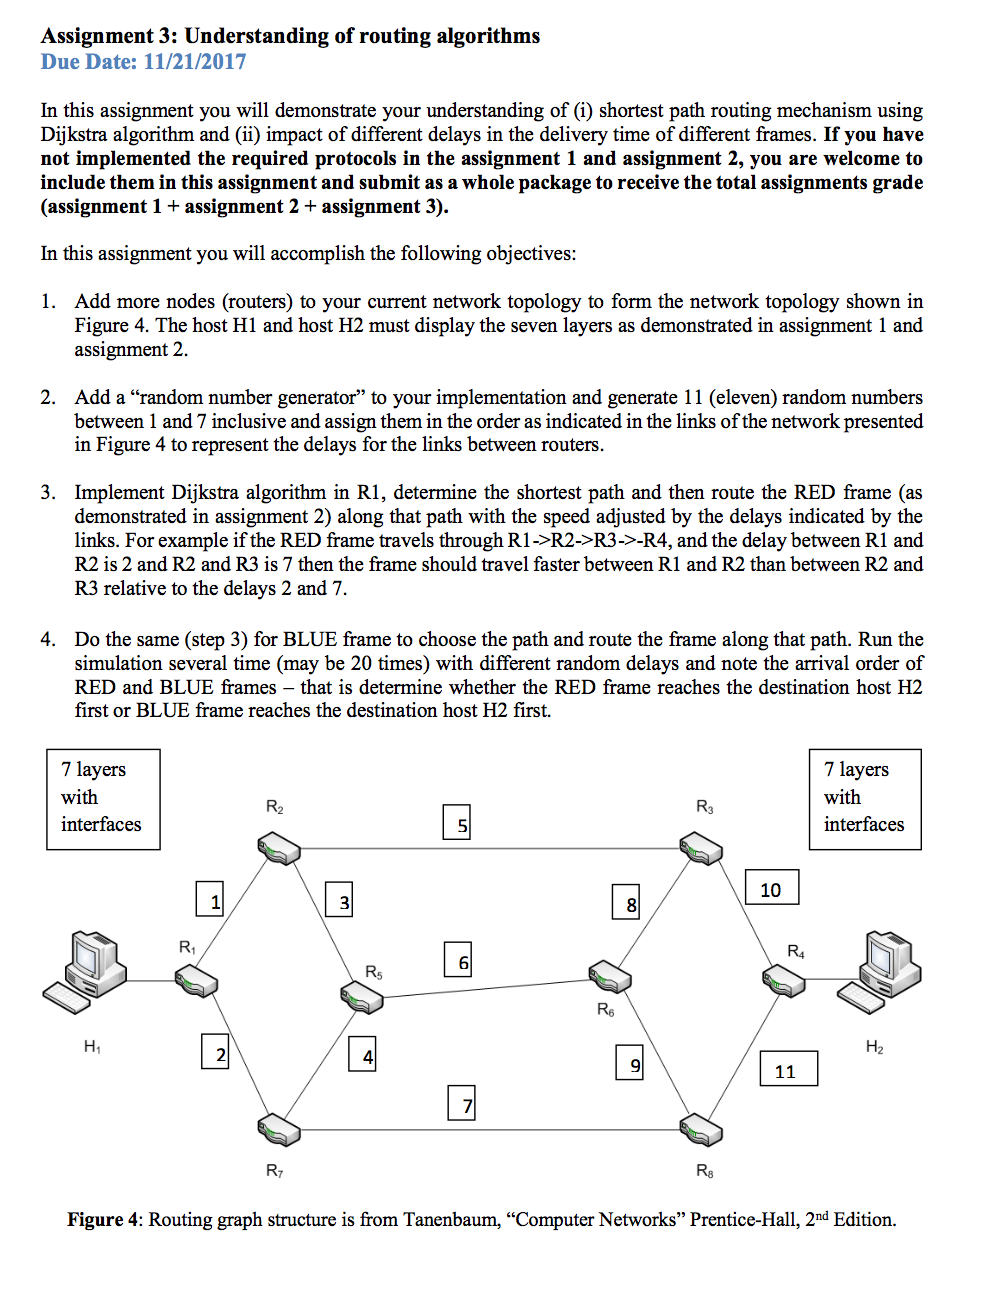 Assignment 3: Understanding of routing algorithms
Due Date: 11/21/2017
In this assignment you will demonstrate your understanding of (i) shortest path routing mechanism using
Dijkstra algorithm and (ii) impact of different delays in the delivery time of different frames. If you have
not implemented the required protocols in the assignment 1 and assignment 2, you are welcome to
include them in this assignment and submit as a whole package to receive the total assignments grade
(assignment 1 + assignment 2 + assignment 3).
In this assignment you will accomplish the following objectives:
1. Add more nodes (routers) to your current network topology to form the network topology shown in
Figure 4. The host H1 and host H2 must display the seven layers as demonstrated in assignment 1 and
assignment 2.
2. Add a “random number generator” to your implementation and generate 11 (eleven) random numbers
between 1 and 7 inclusive and assign them in the order as indicated in the links of the network presented
in Figure 4 to represent the delays for the links between routers.
3. Implement Dijkstra algorithm in R1, determine the shortest path and then route the RED frame (as
demonstrated in assignment 2) along that path with the speed adjusted by the delays indicated by the
links. For example if the RED frame travels through R1->R2->R3->-R4, and the delay between R1 and
R2 is 2 and R2 and R3 is 7 then the frame should travel faster between R1 and R2 than between R2 and
R3 relative to the delays 2 and 7.
4. Do the same (step 3) for BLUE frame to choose the path and route the frame along that path. Run the
simulation several time (may be 20 times) with different random delays and note the arrival order of
RED and BLUE frames – that is determine whether the RED frame reaches the destination host H2
first or BLUE frame reaches the destination host H2 first.
7 layers
with
interfaces
7 layers
with
interfaces
R2
R3
5
10
1
3
8
R1
R4
6
R5
R6
H1
H2
2
4
9
11
7
R7
R8
Figure 4: Routing graph structure is from Tanenbaum, “Computer Networks” Prentice-Hall, 2nd Edition.